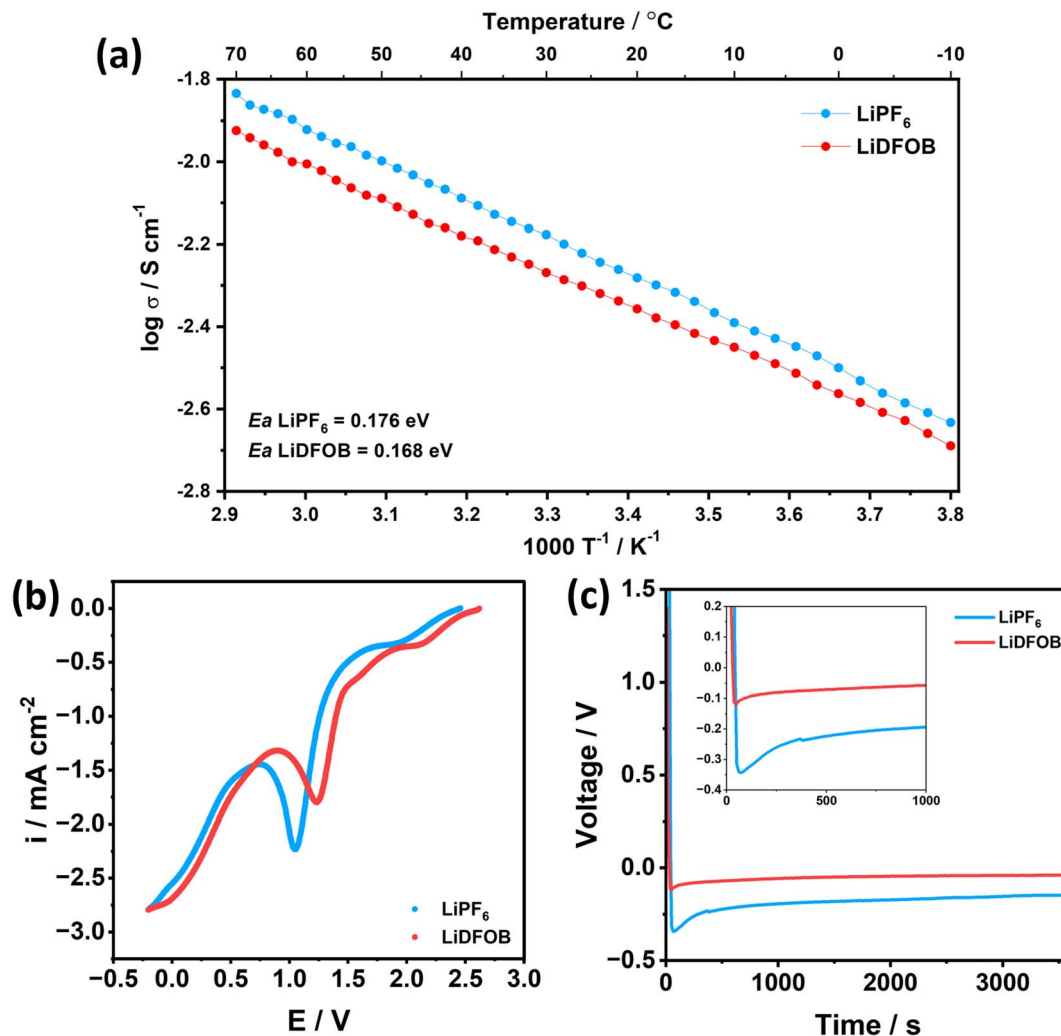 (a)
Temperature / °C
70 60 50 40 30 20 10 0 -10
-1.8
-2.0
-2.2
-2.4
-2.6
-2.8
log σ / S cm⁻¹
LiPF₆
LiDFOB
Ea LiPF₆ = 0.176 eV
Ea LiDFOB = 0.168 eV
2.9 3.0 3.1 3.2 3.3 3.4 3.5 3.6 3.7 3.8
1000 T⁻¹ / K⁻¹
(b)
0.0
−0.5
−1.0
−1.5
−2.0
−2.5
−3.0
i / mA cm⁻²
LiPF₆
LiDFOB
−0.5 0.0 0.5 1.0 1.5 2.0 2.5 3.0
E / V
(c)
1.5
1.0
0.5
0.0
−0.5
Voltage / V
0.2
0.1
0.0
−0.1
−0.2
−0.3
−0.4
0 500 1000
LiPF₆
LiDFOB
0 1000 2000 3000
Time / s